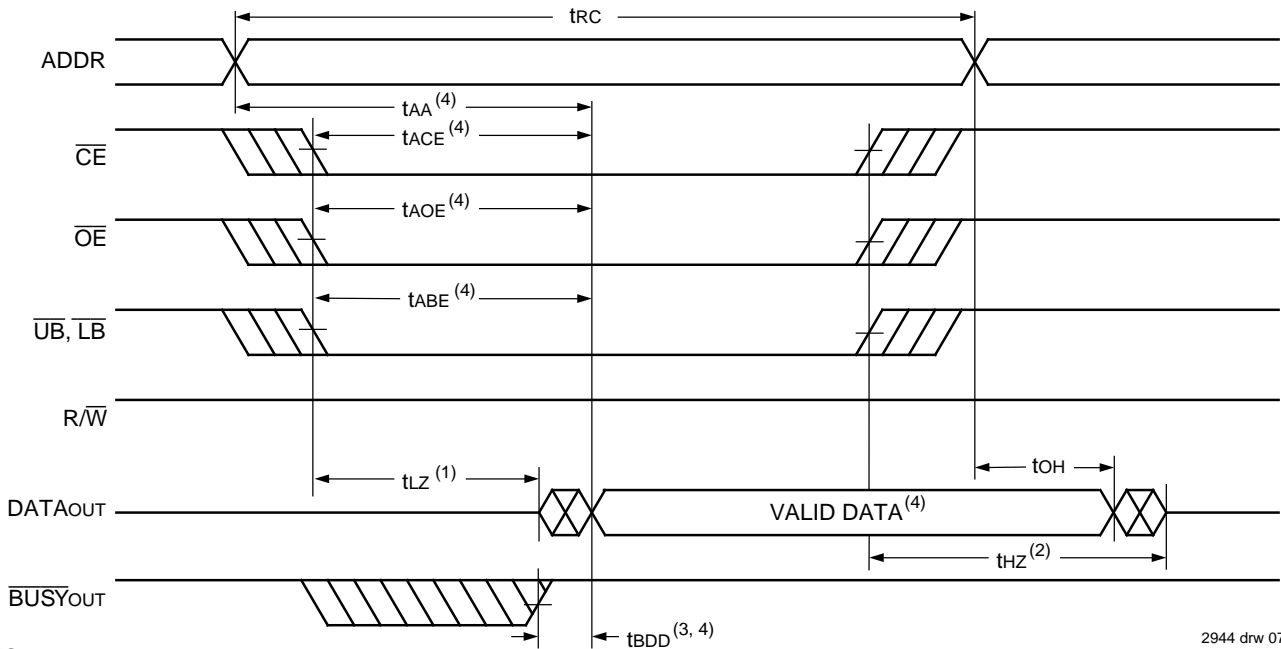 tRC
ADDR
tAA (4)
tACE (4)
CE
tAOE (4)
OE
tABE (4)
UB, LB
R/W
tLZ (1)
tOH
DATAOUT
VALID DATA(4)
tHZ (2)
BUSYOUT
tBDD (3, 4)
2944 drw 07